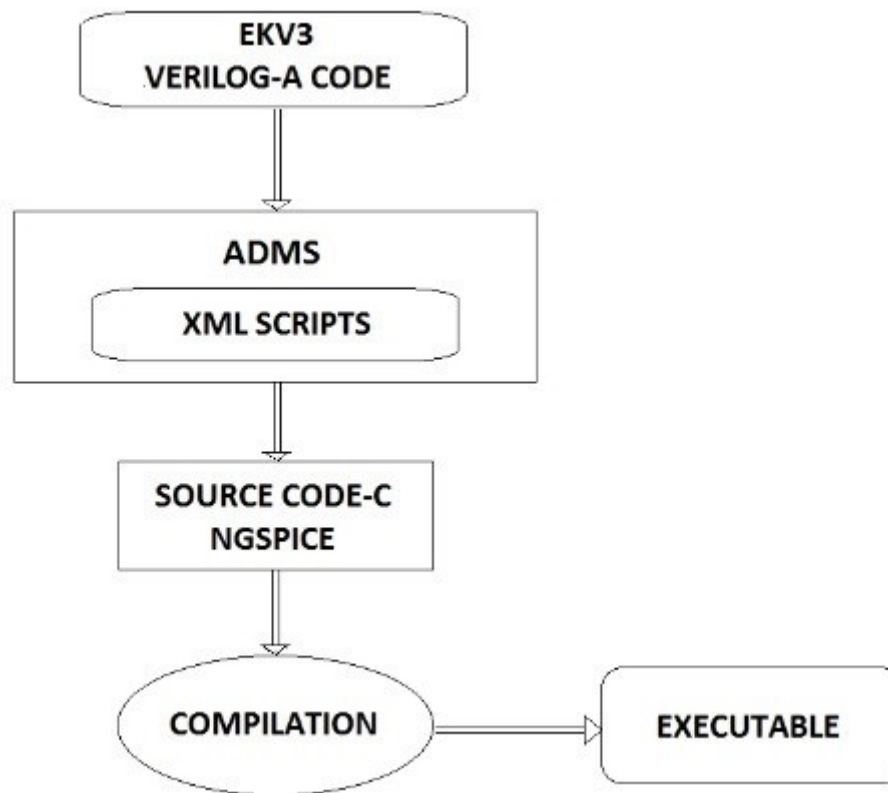 EKV3
VERILOG-A CODE
ADMS
XML SCRIPTS
SOURCE CODE-C
NGSPICE
COMPILATION
EXECUTABLE